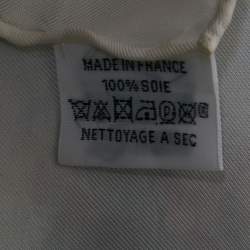 MADE IN FRANCE
100% SOIE
NETTOYAGE A SEC